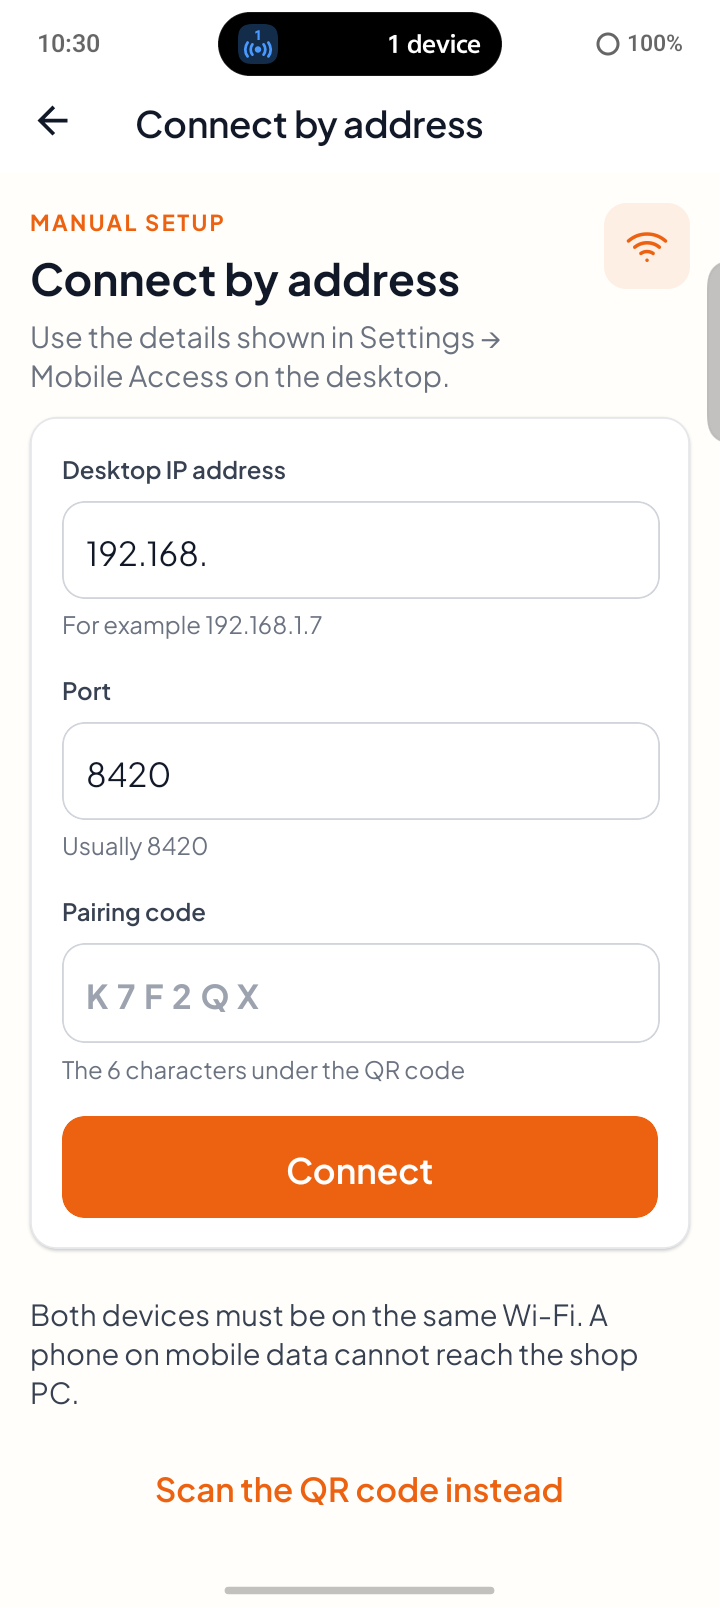 10:30
1
1 device
100%
Connect by address
MANUAL SETUP
Connect by address
Use the details shown in Settings →
Mobile Access on the desktop.
Desktop IP address
192.168.
For example 192.168.1.7
Port
8420
Usually 8420
Pairing code
K7F2QX
The 6 characters under the QR code
Connect
Both devices must be on the same Wi-Fi. A
phone on mobile data cannot reach the shop
PC.
Scan the QR code instead